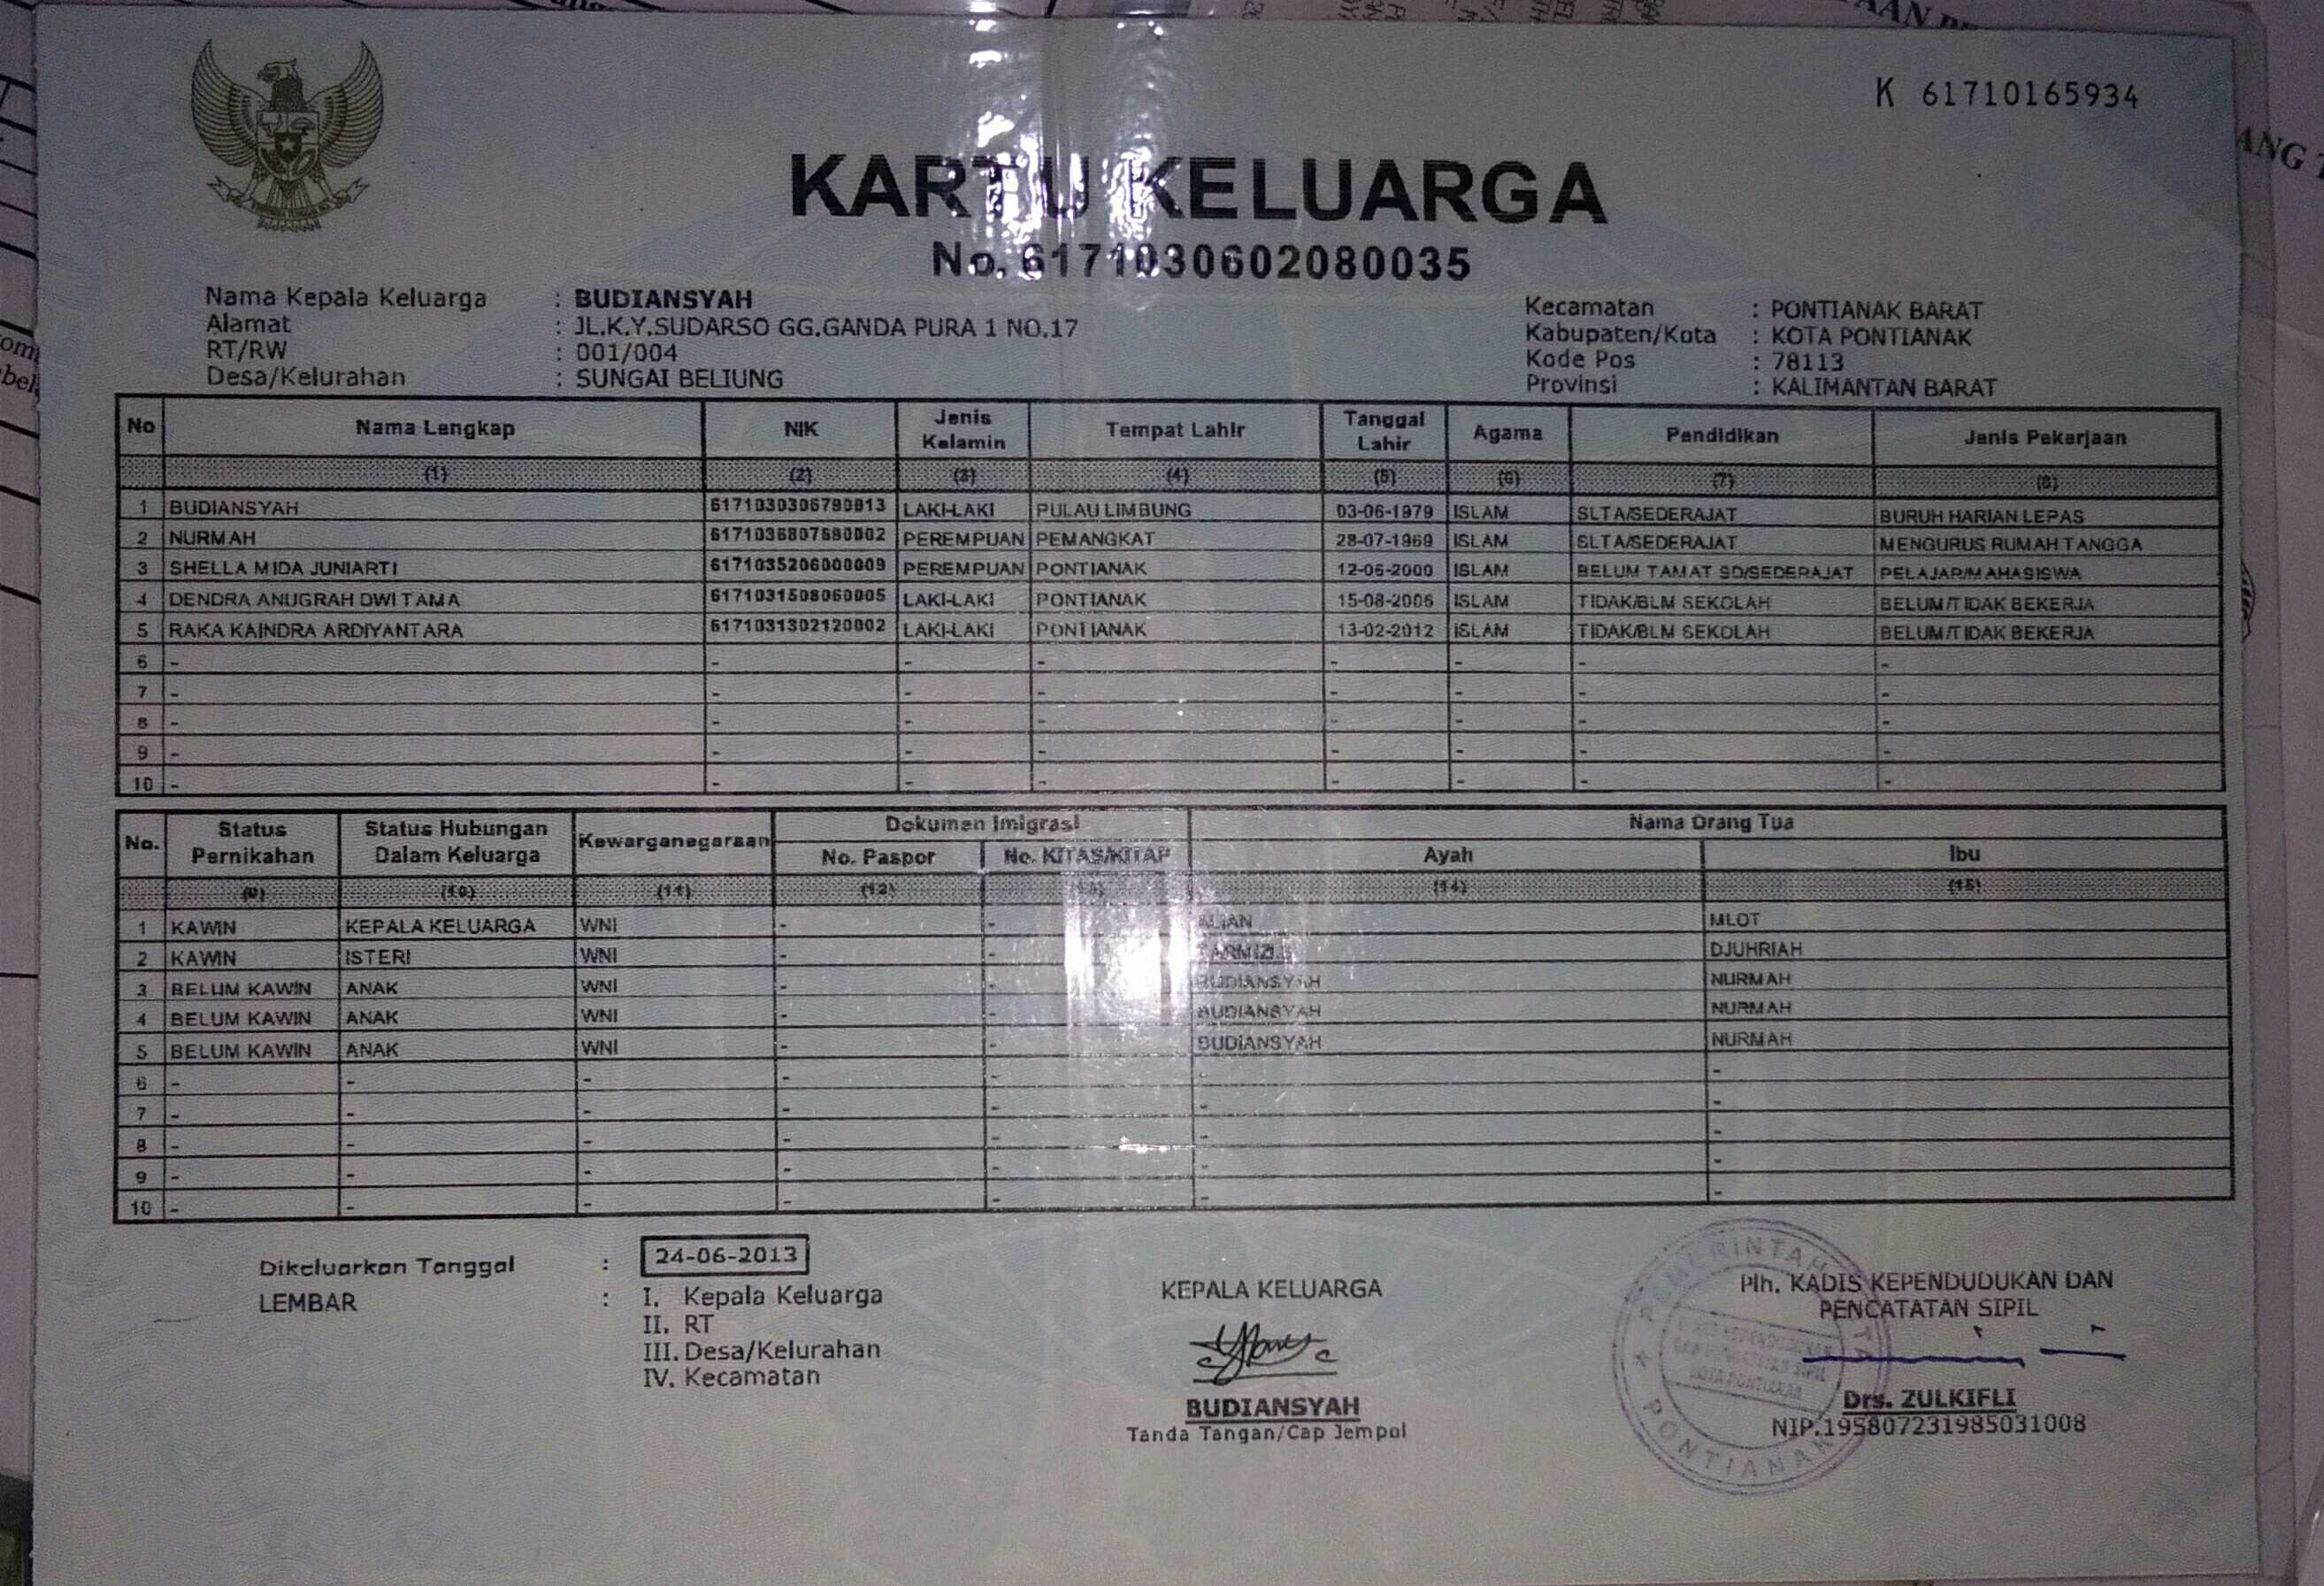 K 61710165934
KARTU KELUARGA
No. 6171030602080035
Nama Kepala Keluarga : BUDIANSYAH
Alamat : JL.K.Y.SUDARSO GG.GANDA PURA 1 NO.17
RT/RW : 001/004
Desa/Kelurahan : SUNGAI BELIUNG
Kecamatan : PONTIANAK BARAT
Kabupaten/Kota : KOTA PONTIANAK
Kode Pos : 78113
Provinsi : KALIMANTAN BARAT
No Nama Lengkap NIK Jenis Kelamin Tempat Lahir Tanggal Lahir Agama Pendidikan Jenis Pekerjaan
(1) (2) (3) (4) (5) (6) (7) (8)
1 BUDIANSYAH 6171030306790013 LAKI-LAKI PULAU LIMBUNG 03-06-1979 ISLAM SLTA/SEDERAJAT BURUH HARIAN LEPAS
2 NURMAH 6171036807690002 PEREMPUAN PEMANGKAT 28-07-1969 ISLAM SLTA/SEDERAJAT MENGURUS RUMAH TANGGA
3 SHELLA MIDA JUNIARTI 6171035206000009 PEREMPUAN PONTIANAK 12-06-2000 ISLAM BELUM TAMAT SD/SEDERAJAT PELAJAR/MAHASISWA
4 DENDRA ANUGRAH DWITAMA 6171031508060005 LAKI-LAKI PONTIANAK 15-08-2006 ISLAM TIDAK/BLM SEKOLAH BELUM/TIDAK BEKERJA
5 RAKA KAINDRA ARDIYANTARA 6171031302120002 LAKI-LAKI PONTIANAK 13-02-2012 ISLAM TIDAK/BLM SEKOLAH BELUM/TIDAK BEKERJA
6 - - - - - - - -
7 - - - - - - - -
8 - - - - - - - -
9 - - - - - - - -
10 - - - - - - - -
No. Status Pernikahan Status Hubungan Dalam Keluarga Kewarganegaraan Dokumen Imigrasi Nama Orang Tua
No. Paspor No. KITAS/KITAP Ayah Ibu
(9) (10) (11) (12) (13) (14) (15)
1 KAWIN KEPALA KELUARGA WNI - - MLOT
2 KAWIN ISTERI WNI - - DJUHRIAH
3 BELUM KAWIN ANAK WNI - - BUDIANSYAH NURMAH
4 BELUM KAWIN ANAK WNI - - BUDIANSYAH NURMAH
5 BELUM KAWIN ANAK WNI - - BUDIANSYAH NURMAH
6 - - - - - - -
7 - - - - - - -
8 - - - - - - -
9 - - - - - - -
10 - - - - - - -
Dikeluarkan Tanggal : 24-06-2013
LEMBAR : I. Kepala Keluarga
II. RT
III. Desa/Kelurahan
IV. Kecamatan
KEPALA KELUARGA
BUDIANSYAH
Tanda Tangan/Cap Jempol
Plh. KADIS KEPENDUDUKAN DAN
PENCATATAN SIPIL
Drs. ZULKIFLI
NIP.195807231985031008
PEMERINTAH KOTA
PONTIANAK